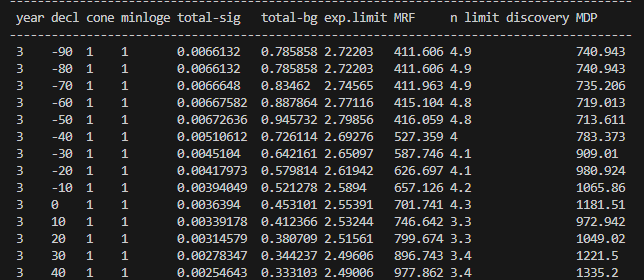 year decl cone minloge total-sig total-bg exp.limit MRF n limit discovery MDP
3 -90 1 1 0.0066132 0.785858 2.72203 411.606 4.9 740.943
3 -80 1 1 0.0066132 0.785858 2.72203 411.606 4.9 740.943
3 -70 1 1 0.0066648 0.83462 2.74565 411.963 4.9 735.206
3 -60 1 1 0.00667582 0.887864 2.77116 415.104 4.8 719.013
3 -50 1 1 0.00672636 0.945732 2.79856 416.059 4.8 713.611
3 -40 1 1 0.00510612 0.726114 2.69276 527.359 4 783.373
3 -30 1 1 0.0045104 0.642161 2.65097 587.746 4.1 909.01
3 -20 1 1 0.00417973 0.579814 2.61942 626.697 4.1 980.924
3 -10 1 1 0.00394049 0.521278 2.5894 657.126 4.2 1065.86
3 0 1 1 0.0036394 0.453101 2.55391 701.741 4.3 1181.51
3 10 1 1 0.00339178 0.412366 2.53244 746.642 3.3 972.942
3 20 1 1 0.00314579 0.380709 2.51561 799.674 3.3 1049.02
3 30 1 1 0.00278347 0.344237 2.49606 896.743 3.4 1221.5
3 40 1 1 0.00254643 0.333103 2.49006 977.862 3.4 1335.2